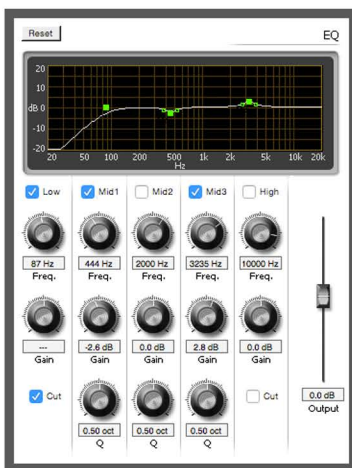 Reset
EQ
20
10
dB 0
-10
-20
20 50 100 200 500 1k 2k 5k 10k 20k
Hz
Low Mid1 Mid2 Mid3 High
87 Hz 444 Hz 2000 Hz 3235 Hz 10000 Hz
Freq. Freq. Freq. Freq. Freq.
--- -2.6 dB 0.0 dB 2.8 dB 0.0 dB
Gain Gain Gain Gain Gain
0.0 dB
Output
Cut Cut
0.50 oct 0.50 oct 0.50 oct
Q Q Q